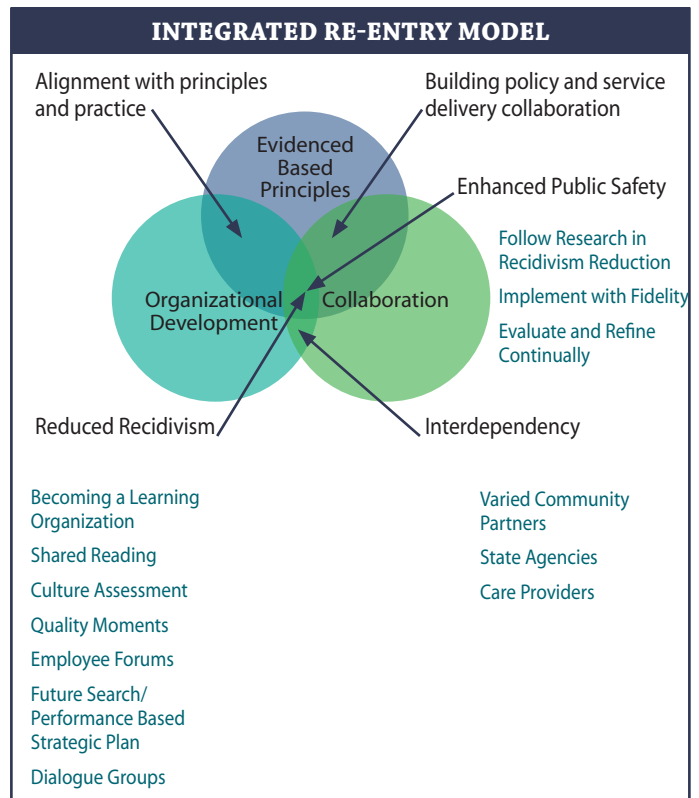 INTEGRATED RE-ENTRY MODEL
Alignment with principles
and practice
Building policy and service
delivery collaboration
Evidenced
Based
Principles
Enhanced Public Safety
Follow Research in
Recidivism Reduction
Implement with Fidelity
Evaluate and Refine
Continually
Organizational
Development
Collaboration
Reduced Recidivism
Interdependency
Becoming a Learning
Organization
Shared Reading
Culture Assessment
Quality Moments
Employee Forums
Future Search/
Performance Based
Strategic Plan
Dialogue Groups
Varied Community
Partners
State Agencies
Care Providers